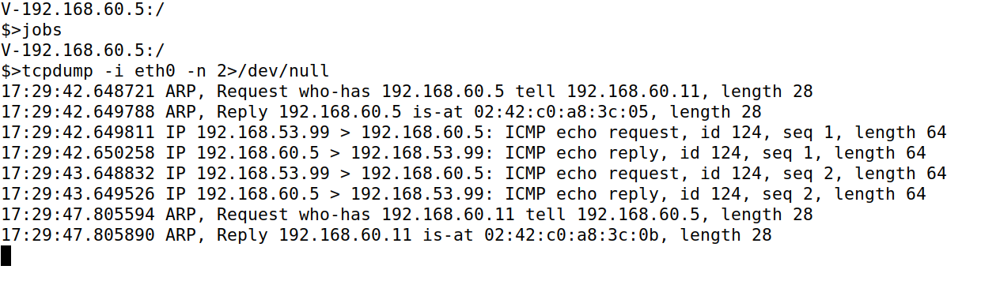 V-192.168.60.5:/
$>jobs
V-192.168.60.5:/
$>tcpdump -i eth0 -n 2>/dev/null
17:29:42.648721 ARP, Request who-has 192.168.60.5 tell 192.168.60.11, length 28
17:29:42.649788 ARP, Reply 192.168.60.5 is-at 02:42:c0:a8:3c:05, length 28
17:29:42.649811 IP 192.168.53.99 > 192.168.60.5: ICMP echo request, id 124, seq 1, length 64
17:29:42.650258 IP 192.168.60.5 > 192.168.53.99: ICMP echo reply, id 124, seq 1, length 64
17:29:43.648832 IP 192.168.53.99 > 192.168.60.5: ICMP echo request, id 124, seq 2, length 64
17:29:43.649526 IP 192.168.60.5 > 192.168.53.99: ICMP echo reply, id 124, seq 2, length 64
17:29:47.805594 ARP, Request who-has 192.168.60.11 tell 192.168.60.5, length 28
17:29:47.805890 ARP, Reply 192.168.60.11 is-at 02:42:c0:a8:3c:0b, length 28